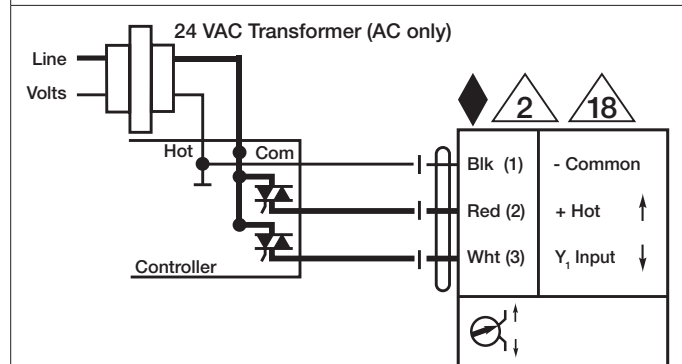 24 VAC Transformer (AC only)
Line
Volts
2
18
Hot
Com
Blk (1)
- Common
Red (2)
+ Hot
Wht (3)
Y₁ Input
Controller